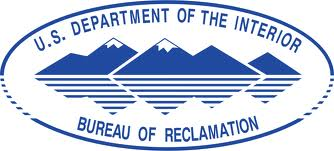 U.S. DEPARTMENT OF THE INTERIOR
BUREAU OF RECLAMATION